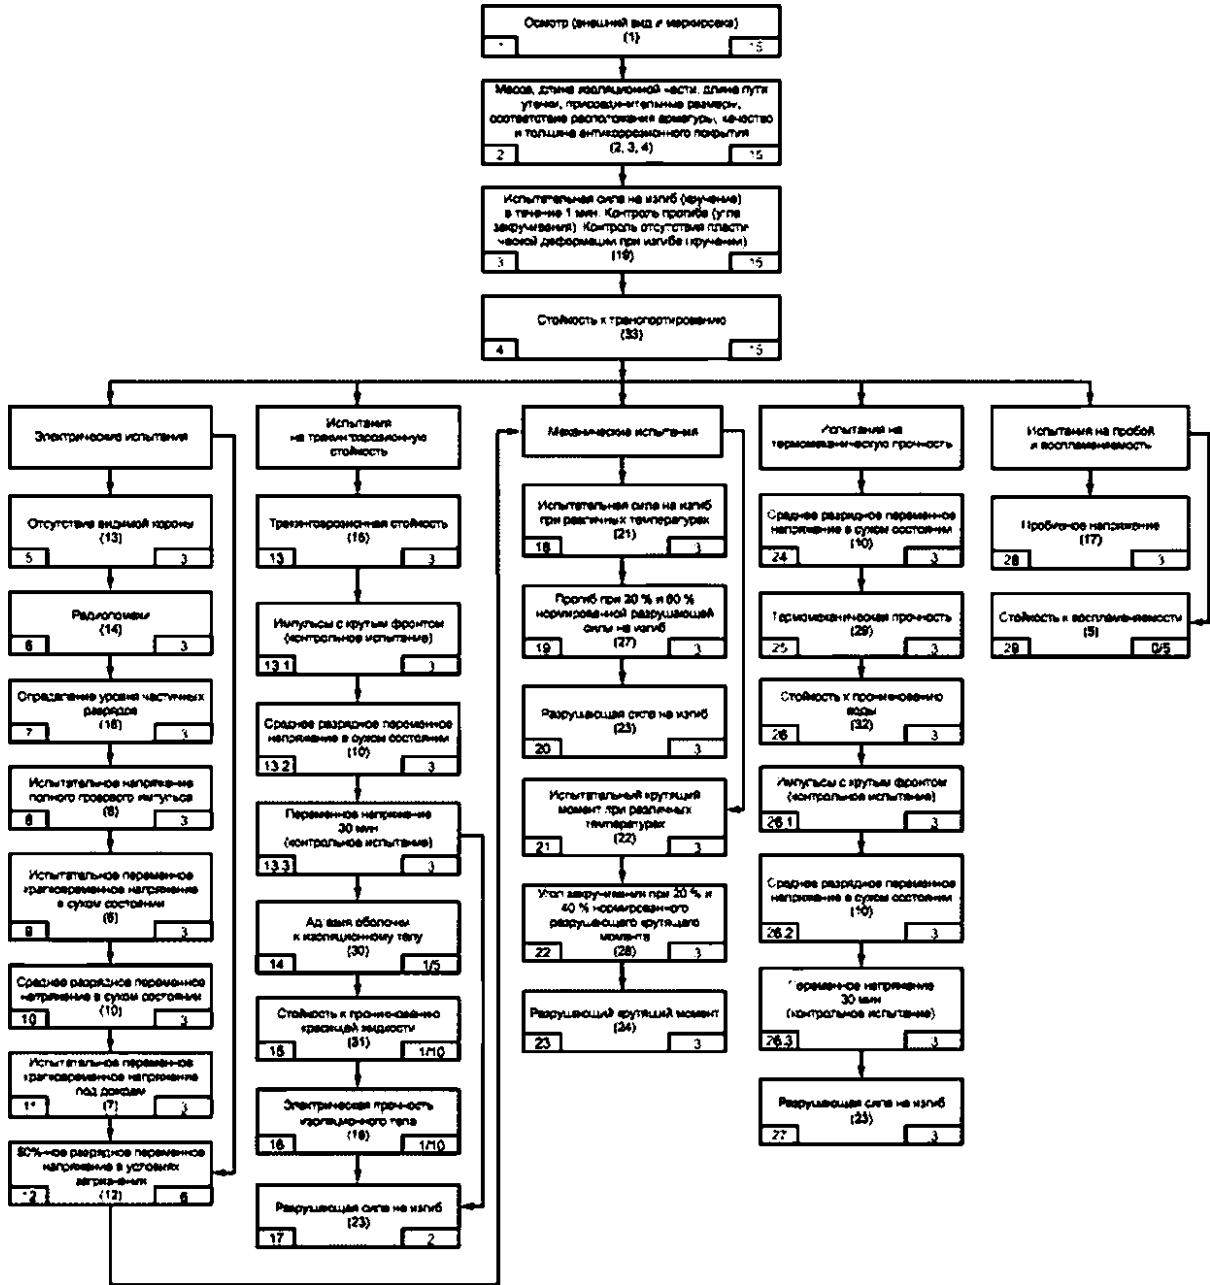 Осмотр (внешний вид и маркировка)
(1)
1
15
Масса, длина изоляционной части, длина пути
утечки, присоединительные размеры,
соответствие расположения арматуры, качество
и толщина антикоррозионного покрытия
(2, 3, 4)
2
15
Испытательная сила на изгиб (кручение)
в течение 1 мин. Контроль прогиба (угла
закручивания). Контроль отсутствия пласти-
ческой деформации при изгибе (кручении)
(19)
3
15
Стойкость к транспортированию
(33)
4
15
Электрические испытания
Отсутствие видимой короны
(13)
5
3
Радиопомехи
(14)
6
3
Определение уровня частичных
разрядов
7
3
Испытательное напряжение
полного грозового импульса
8
3
Испытательное переменное
кратковременное напряжение
в сухом состоянии
9
3
Среднее разрядное переменное
напряжение в сухом состоянии
(10)
10
3
Испытательное переменное
кратковременное напряжение
под дождем
(7)
11
3
50%-ное разрядное переменное
напряжение в условиях
загрязнения
(12)
12
6
Испытания
на трекингоэрозионную
стойкость
Трекингоэрозионная стойкость
13
3
Импульсы с крутым фронтом
(контрольное испытание)
13.1
3
Среднее разрядное переменное
напряжение в сухом состоянии
(10)
13.2
3
Переменное напряжение
30 мин
(контрольное испытание)
13.3
3
Адгезия оболочки
к изоляционному телу
(30)
14
1/5
Стойкость к проникновению
красящей жидкости
(31)
15
1/10
Электрическая прочность
изоляционного тела
16
1/10
Разрушающая сила на изгиб
(23)
17
2
Механические испытания
Испытательная сила на изгиб
при различных температурах
(21)
18
3
Прогиб при 20 % и 60 %
нормированной разрушающей
силы на изгиб
(27)
19
3
Разрушающая сила на изгиб
(23)
20
3
Испытательный крутящий
момент при различных
температурах
(22)
21
3
Угол закручивания при 20 % и
40 % нормированного
разрушающего крутящего
момента
(28)
22
3
Разрушающий крутящий момент
(24)
23
3
Испытания на
термомеханическую прочность
Среднее разрядное переменное
напряжение в сухом состоянии
(10)
24
3
Термомеханическая прочность
(29)
25
3
Стойкость к проникновению
воды
(32)
26
3
Импульсы с крутым фронтом
(контрольное испытание)
26.1
3
Среднее разрядное переменное
напряжение в сухом состоянии
(10)
26.2
3
Переменное напряжение
30 мин
(контрольное испытание)
26.3
3
Разрушающая сила на изгиб
(23)
27
3
Испытания на пробой
и воспламеняемость
Пробивное напряжение
(17)
28
3
Стойкость к воспламеняемости
(5)
29
0/5